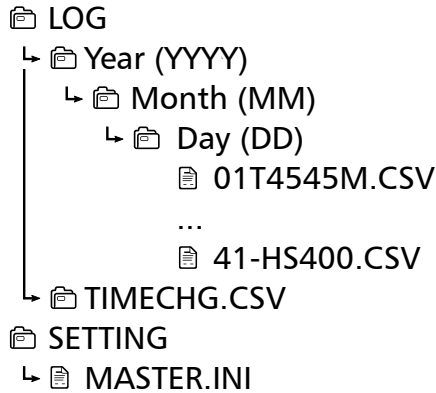 LOG
Year (YYYY)
Month (MM)
Day (DD)
01T4545M.CSV
...
41-HS400.CSV
TIMECHG.CSV
SETTING
MASTER.INI